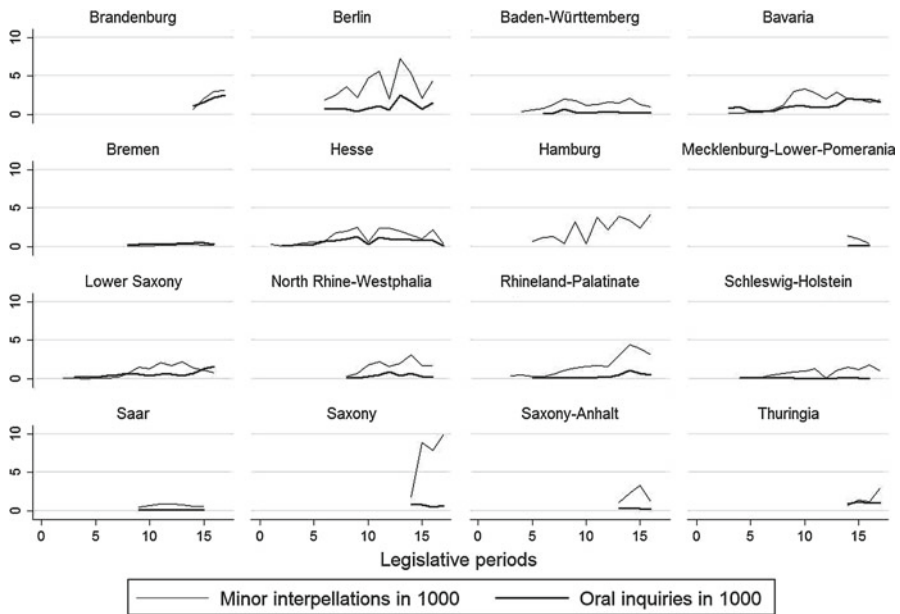 Brandenburg Berlin Baden-Württemberg Bavaria
10
5
0
Bremen Hesse Hamburg Mecklenburg-Lower-Pomerania
10
5
0
Lower Saxony North Rhine-Westphalia Rhineland-Palatinate Schleswig-Holstein
10
5
0
Saar Saxony Saxony-Anhalt Thuringia
10
5
0
0 5 10 15 0 5 10 15 0 5 10 15 0 5 10 15
Legislative periods
Minor interpellations in 1000 Oral inquiries in 1000